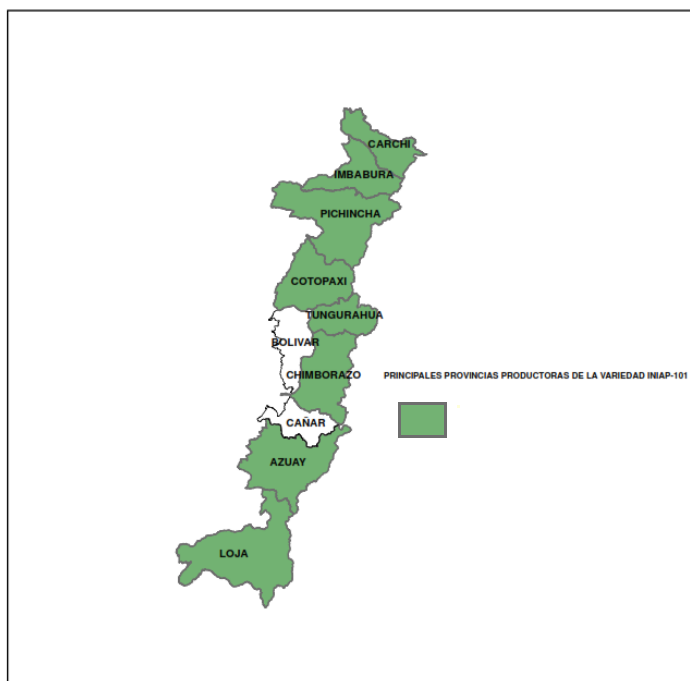 CARCHI
IMBABURA
PICHINCHA
COTOPAXI
TUNGURAHUA
BOLIVAR
CHIMBORAZO
PRINCIPALES PROVINCIAS PRODUCTORAS DE LA VARIEDAD INIAP-101
CAÑAR
AZUAY
LOJA